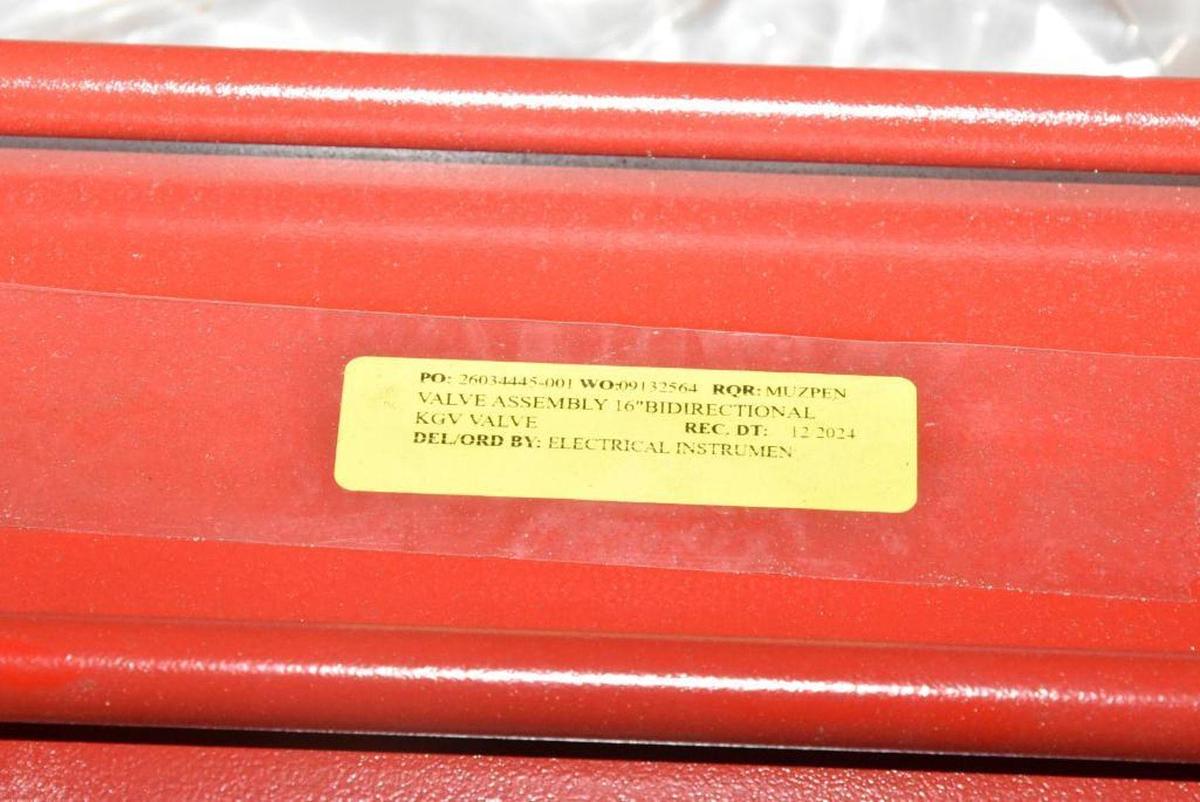 PO: 26034445-001 WO:09132564 RQR: MUZPEN
VALVE ASSEMBLY 16"BIDIRECTIONAL
KGV VALVE REC. DT: 12 2024
DEL/ORD BY: ELECTRICAL INSTRUMEN